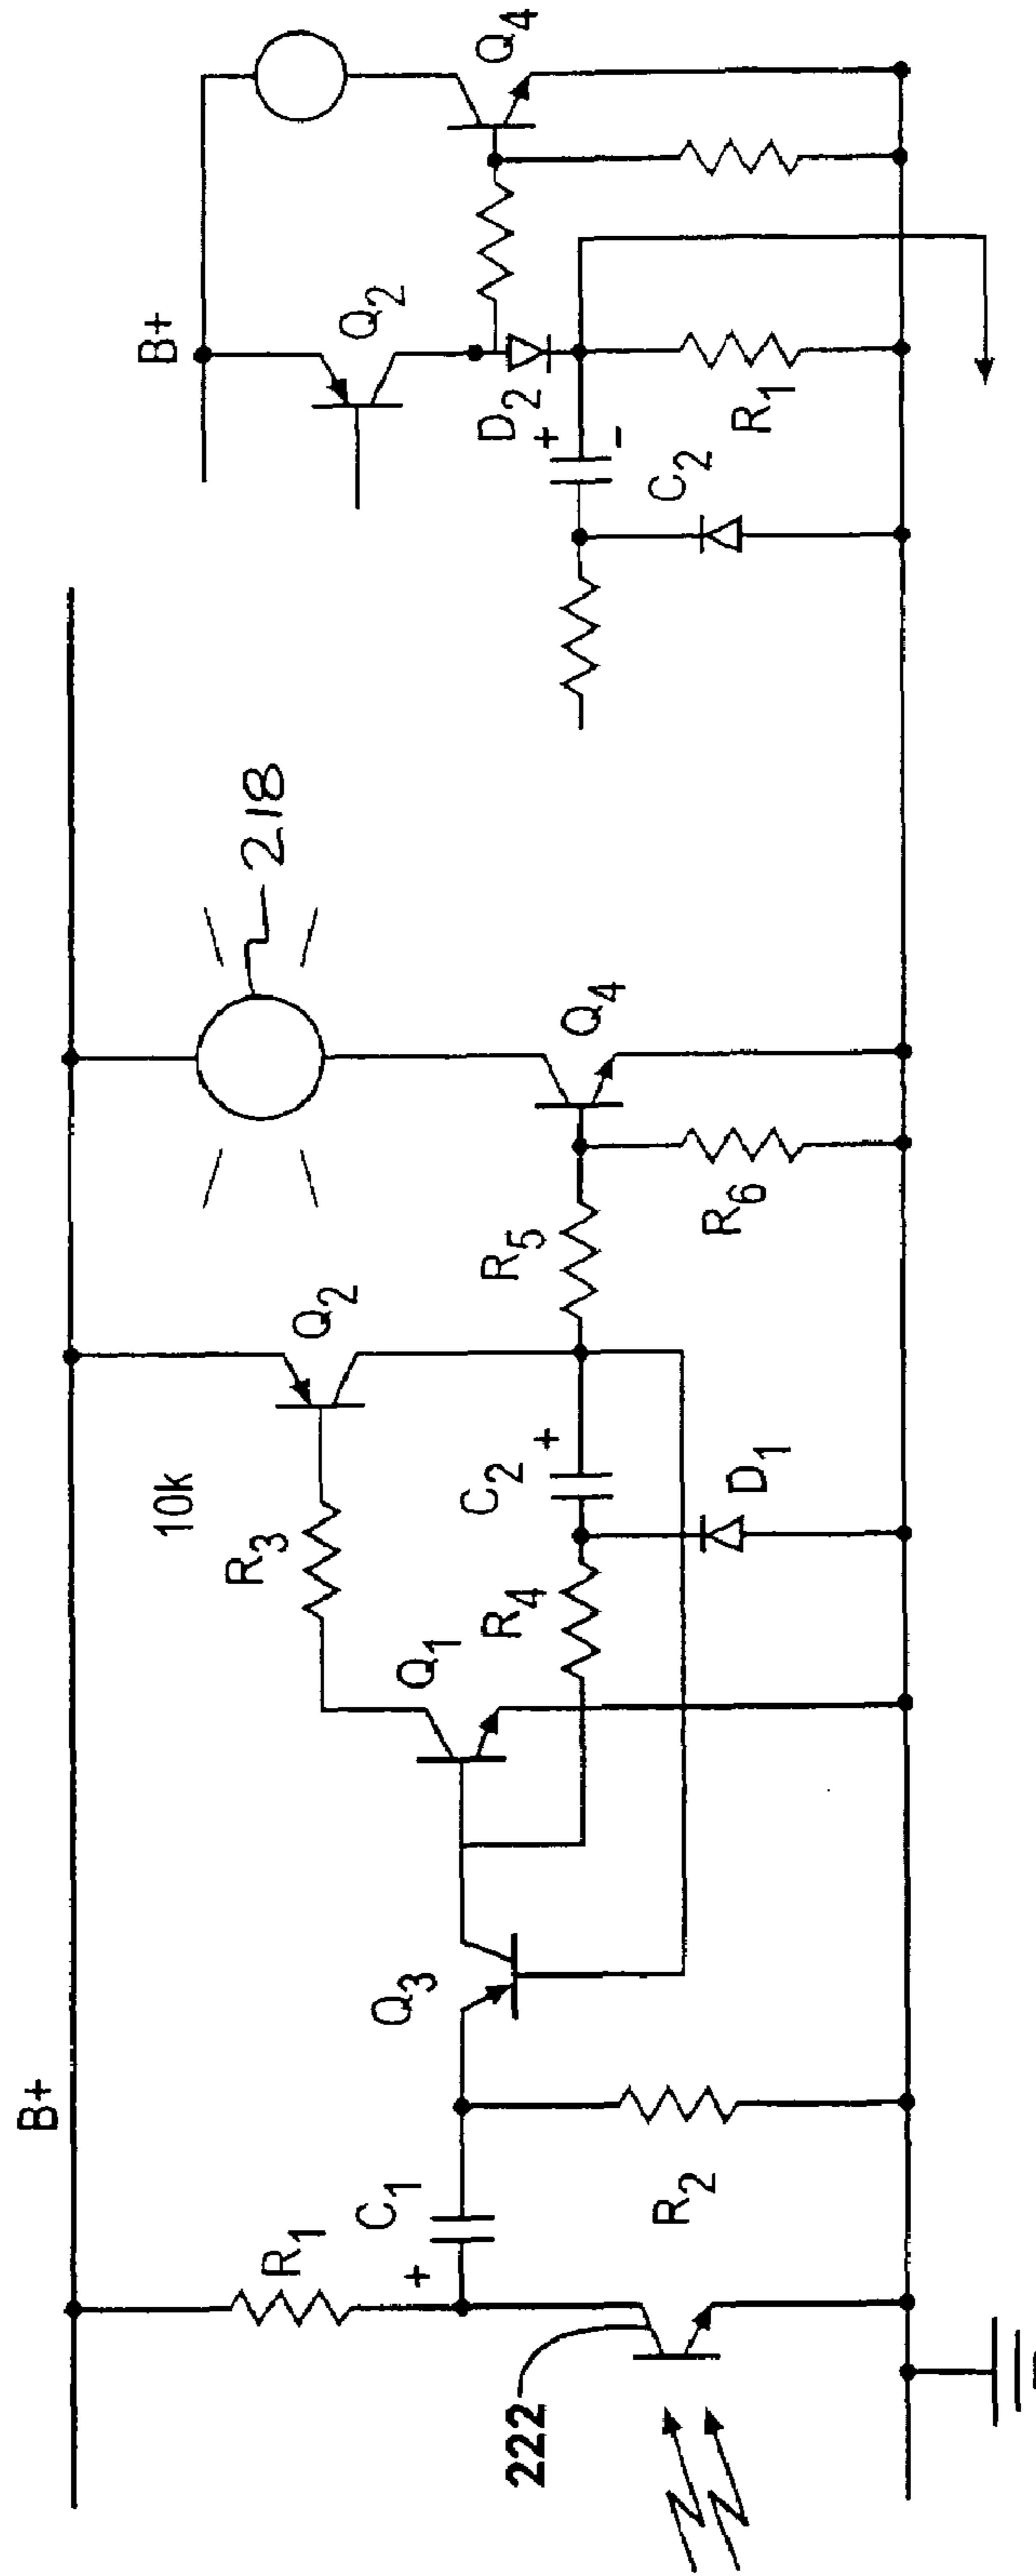 B+
R1
C1
+
222
R2
Q3
Q1
R3
10k
Q2
R4
C2
+
D1
R5
R6
Q4
218
B+
Q2
D2
+
-
C2
R1
Q4